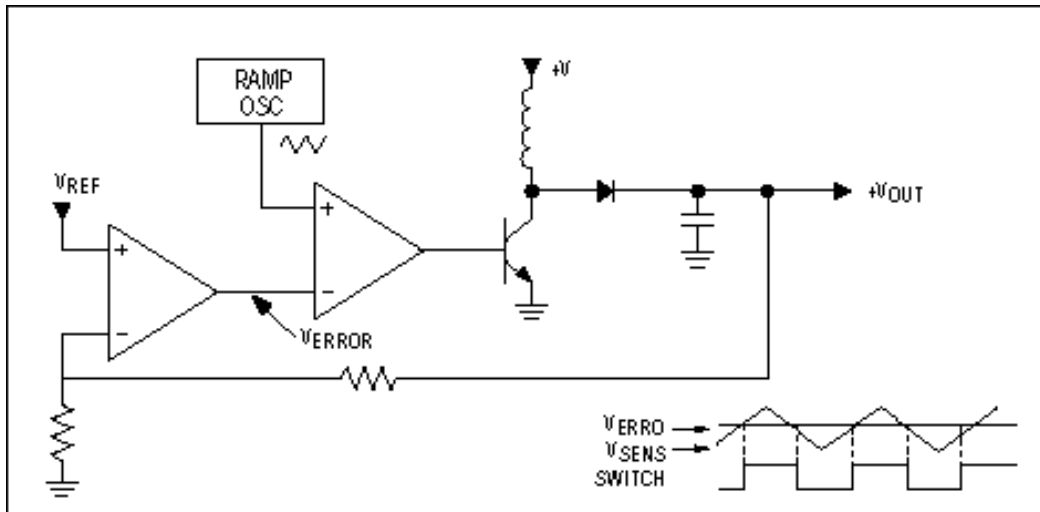 RAMP
OSC
+V
VREF
+
+
+VOUT
−
−
VERROR
VERRO
VSENS
SWITCH